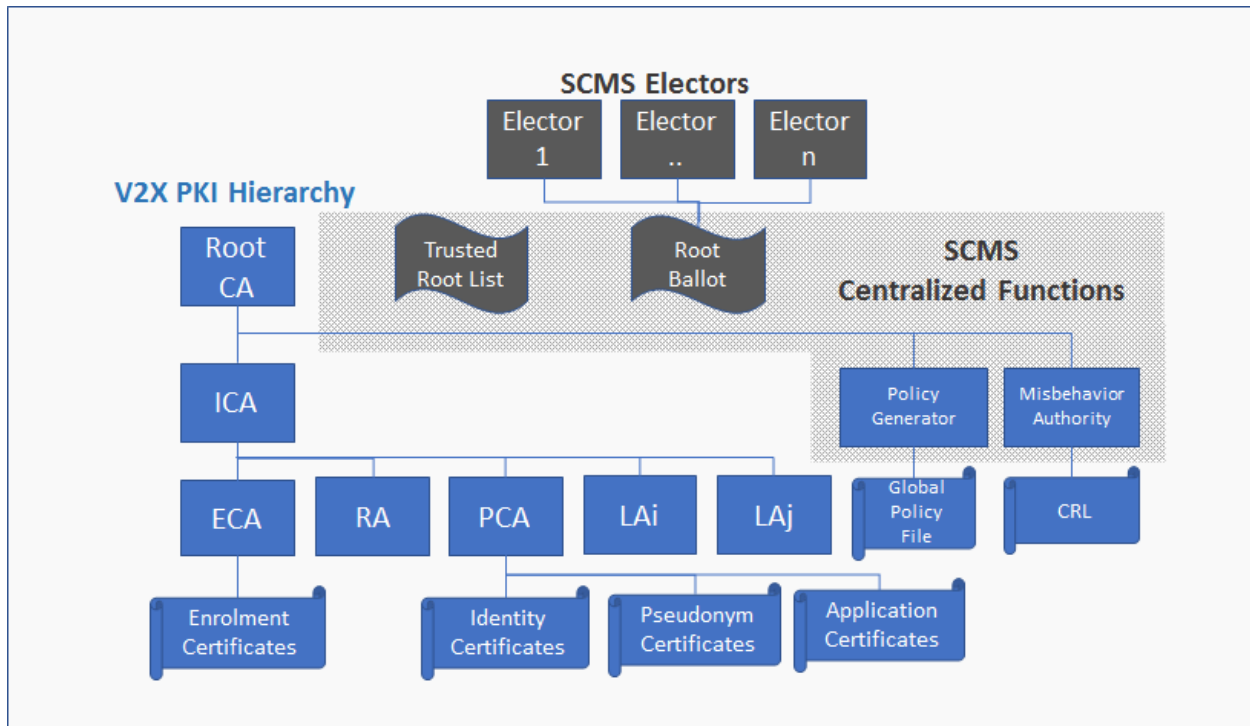 SCMS Electors
Elector
1
Elector
..
Elector
n
V2X PKI Hierarchy
Root
CA
Trusted
Root List
Root
Ballot
SCMS
Centralized Functions
ICA
Policy
Generator
Misbehavior
Authority
ECA
RA
PCA
LAi
LAj
Global
Policy
File
CRL
Enrolment
Certificates
Identity
Certificates
Pseudonym
Certificates
Application
Certificates